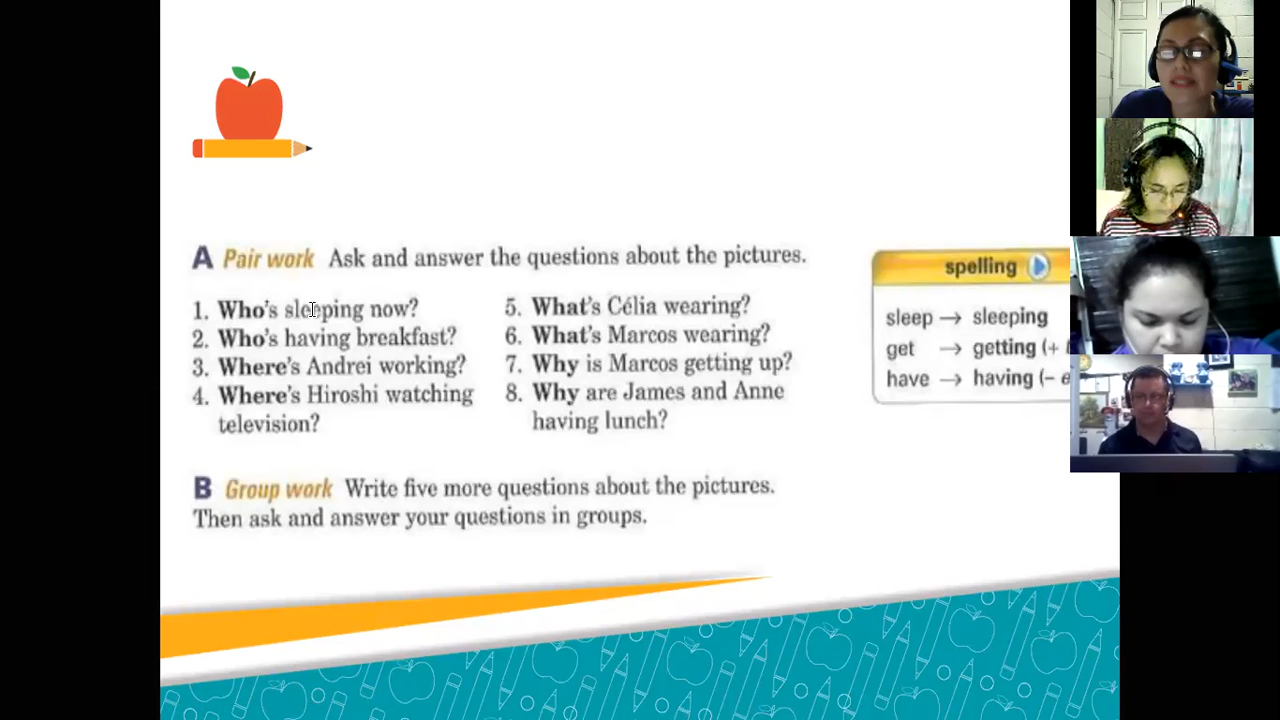 A Pair work Ask and answer the questions about the pictures.
1. Who's sleeping now?
2. Who's having breakfast?
3. Where's Andrei working?
4. Where's Hiroshi watching
television?
5. What's Célia wearing?
6. What's Marcos wearing?
7. Why is Marcos getting up?
8. Why are James and Anne
having lunch?
spelling
sleep → sleeping
get → getting (+
have → having (– e
B Group work Write five more questions about the pictures.
Then ask and answer your questions in groups.